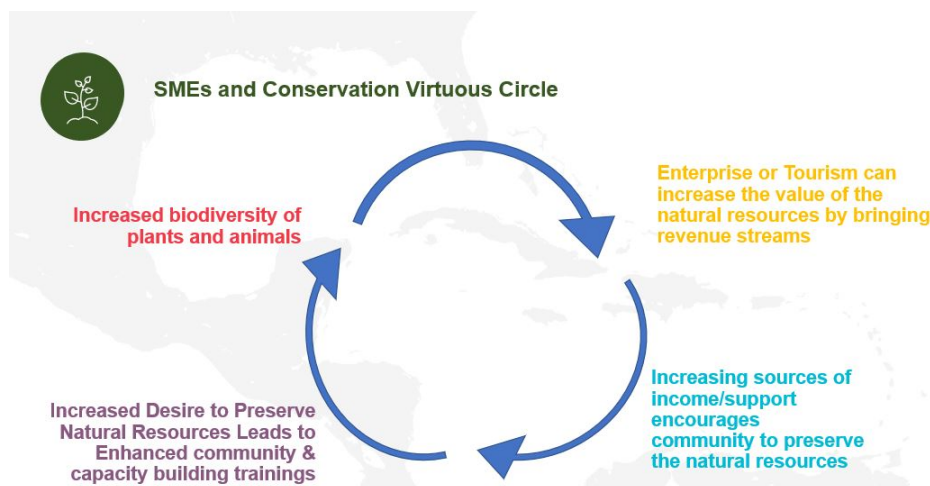 SMEs and Conservation Virtuous Circle
Enterprise or Tourism can
increase the value of the
natural resources by bringing
revenue streams
Increasing sources of
income/support
encourages
community to preserve
the natural resources
Increased Desire to Preserve
Natural Resources Leads to
Enhanced community &
capacity building trainings
Increased biodiversity of
plants and animals